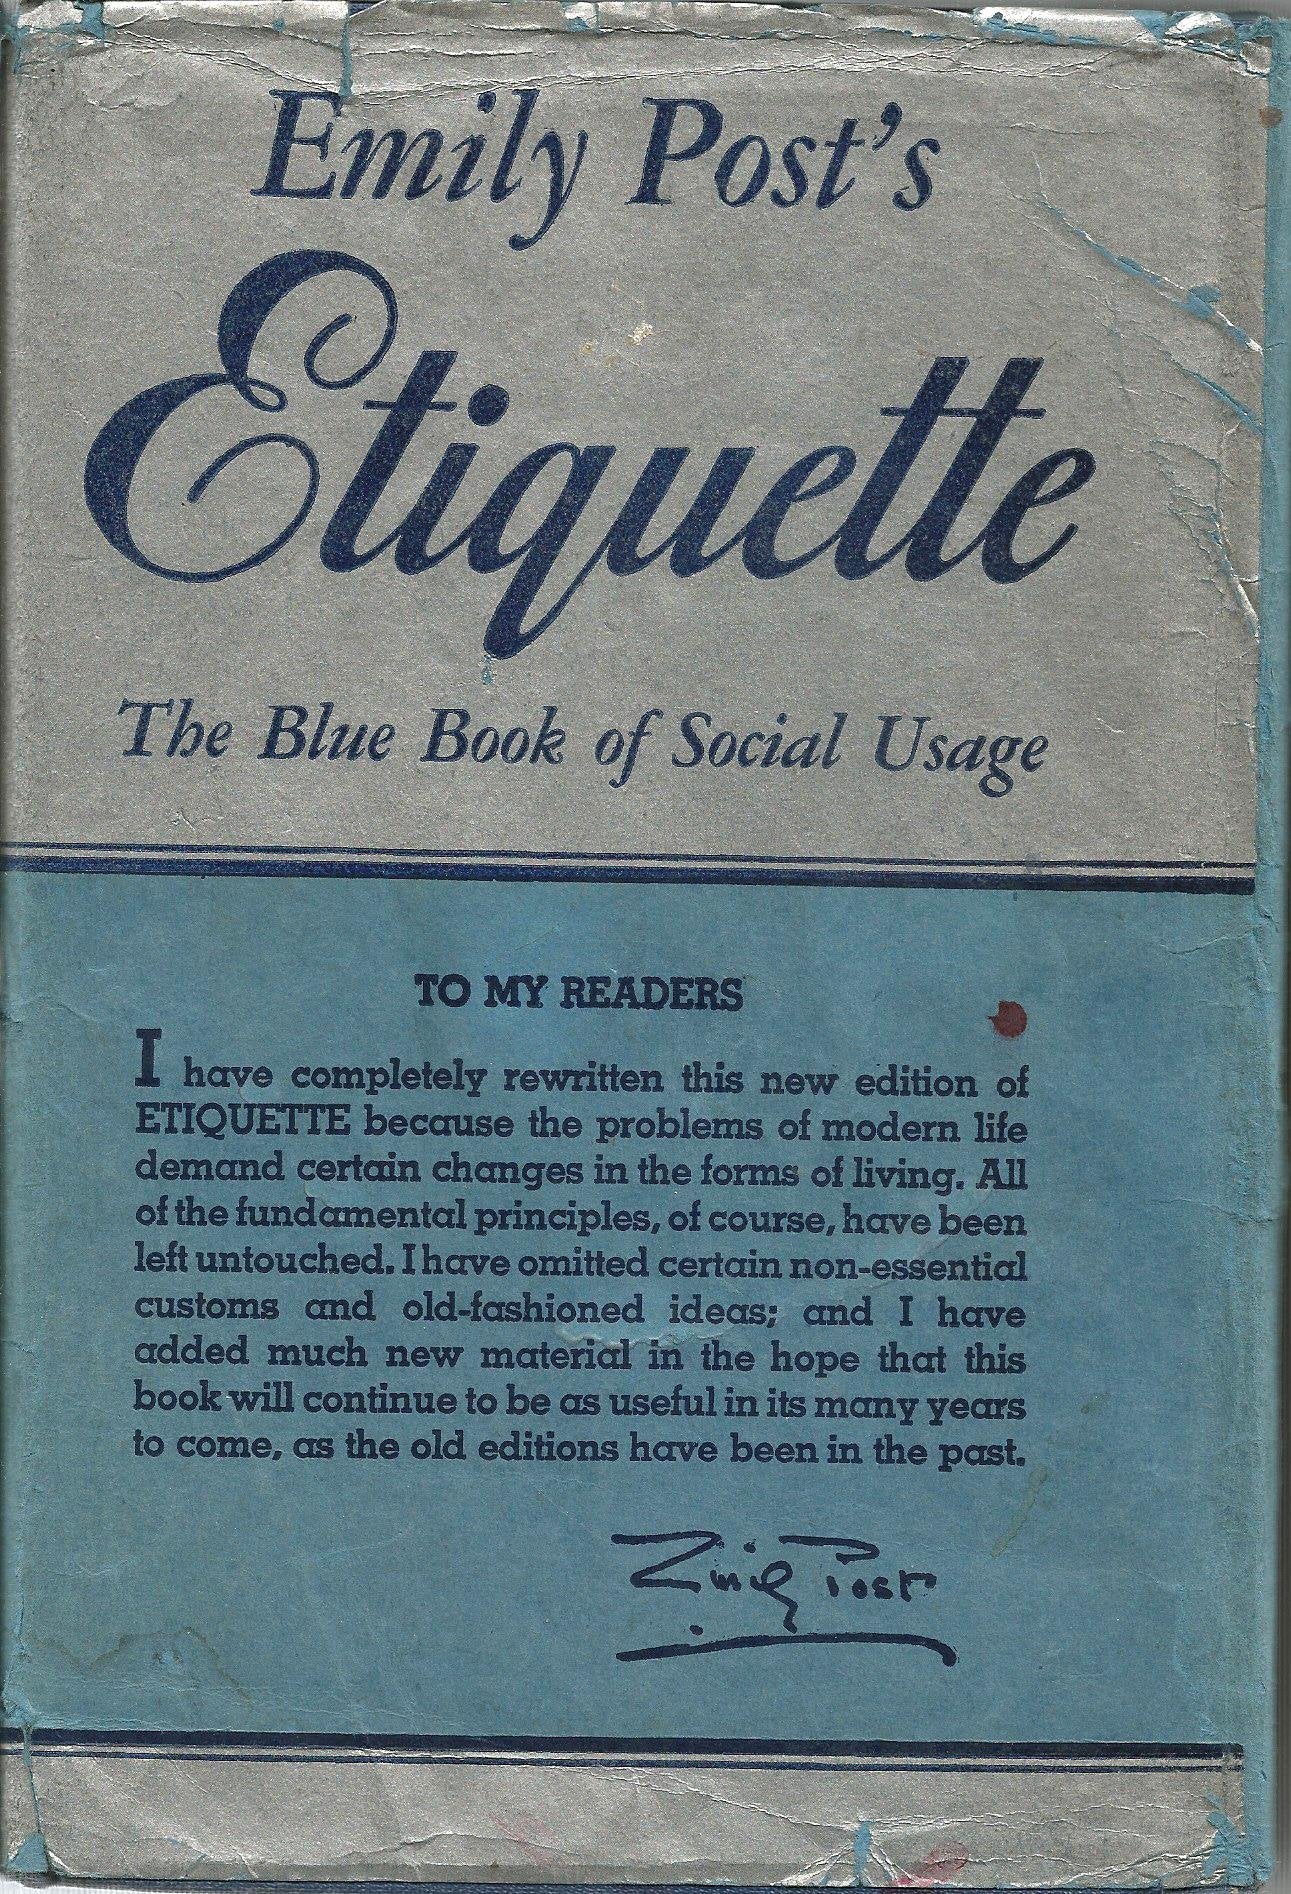 Emily Post's
Etiquette
The Blue Book of Social Usage
TO MY READERS
I have completely rewritten this new edition of
ETIQUETTE because the problems of modern life
demand certain changes in the forms of living. All
of the fundamental principles, of course, have been
left untouched. I have omitted certain non-essential
customs and old-fashioned ideas; and I have
added much new material in the hope that this
book will continue to be as useful in its many years
to come, as the old editions have been in the past.
Emily Post